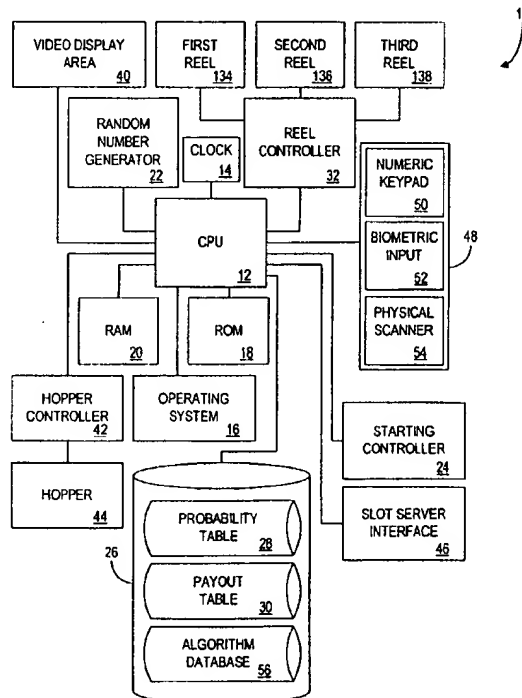 1
VIDEO DISPLAY
AREA
40
FIRST
REEL
134
SECOND
REEL
136
THIRD
REEL
138
RANDOM
NUMBER
GENERATOR
22
CLOCK
14
REEL
CONTROLLER
32
NUMERIC
KEYPAD
50
BIOMETRIC
INPUT
52
PHYSICAL
SCANNER
54
48
CPU
12
RAM
20
ROM
18
HOPPER
CONTROLLER
42
OPERATING
SYSTEM
16
STARTING
CONTROLLER
24
HOPPER
44
SLOT SERVER
INTERFACE
46
26
PROBABILITY
TABLE
28
PAYOUT
TABLE
30
ALGORITHM
DATABASE
56